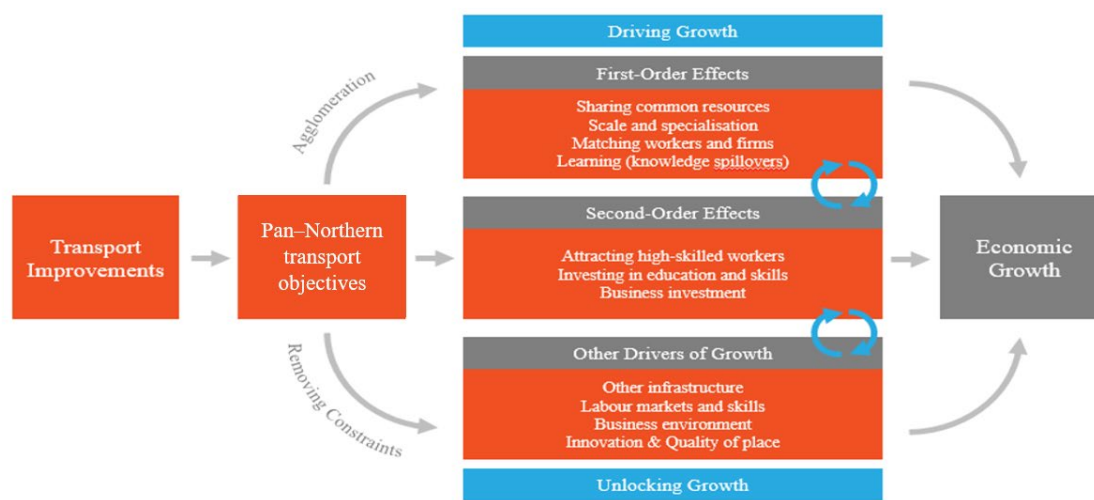 Driving Growth
First-Order Effects
Sharing common resources
Scale and specialisation
Matching workers and firms
Learning (knowledge spillovers)
Agglomeration
Transport
Improvements
Pan–Northern
transport
objectives
Second-Order Effects
Attracting high-skilled workers
Investing in education and skills
Business investment
Economic
Growth
Removing Constraints
Other Drivers of Growth
Other infrastructure
Labour markets and skills
Business environment
Innovation & Quality of place
Unlocking Growth